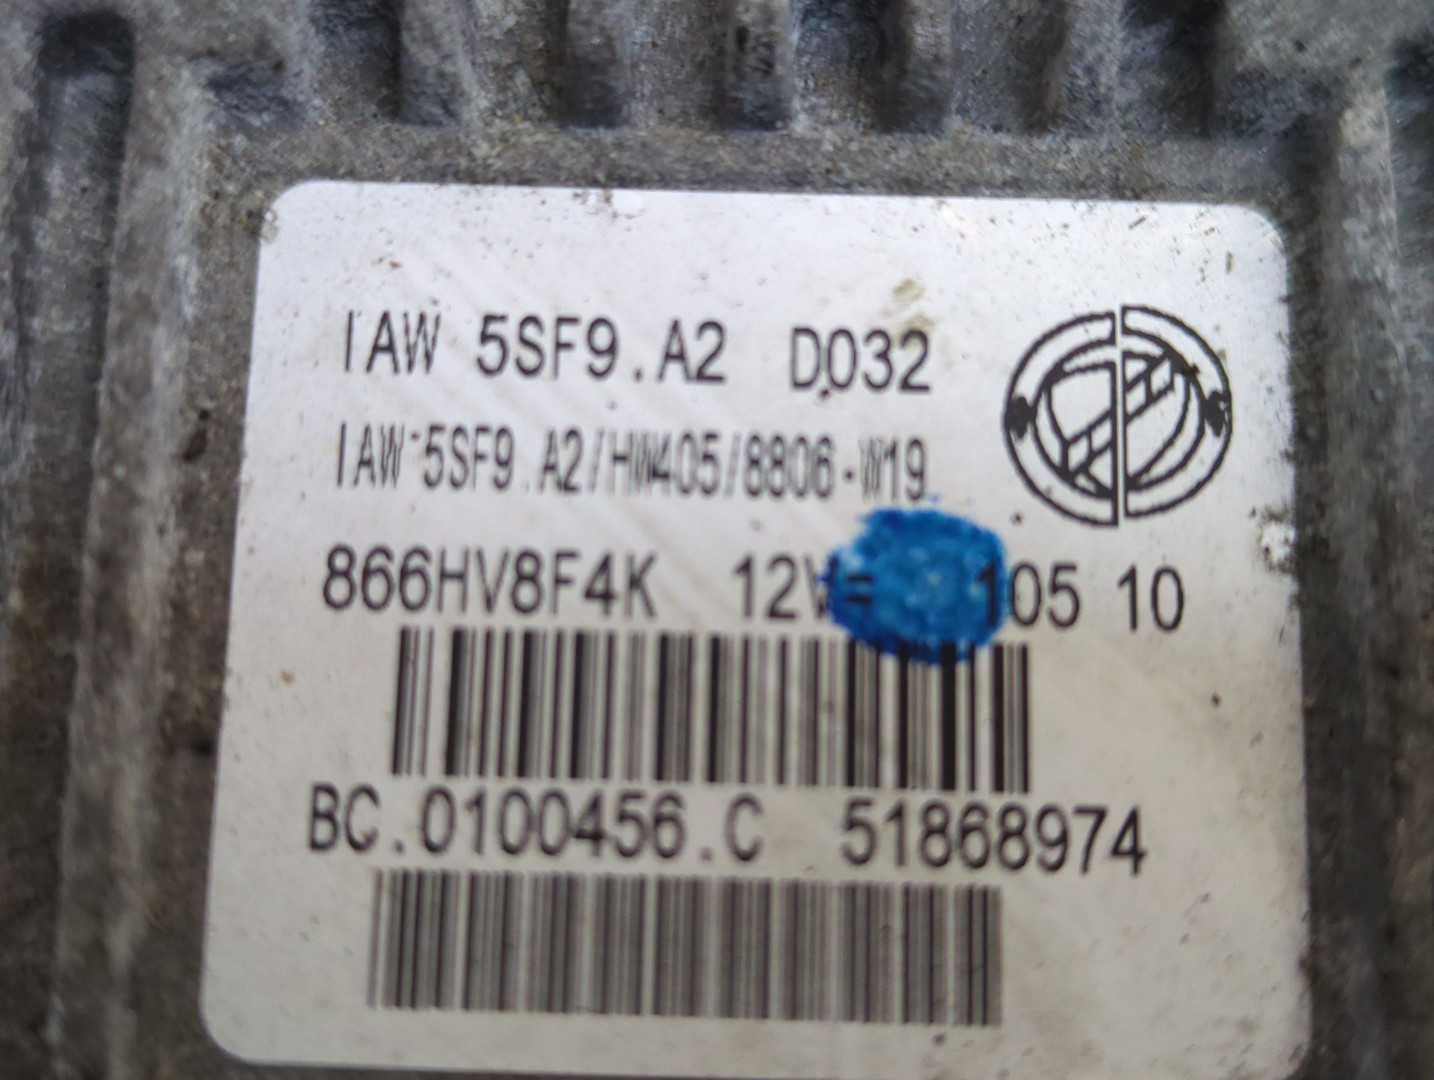 IAW 5SF9.A2 D032
IAW 5SF9.A2/HW405/8806-W19
866HV8F4K 12V= 105 10
BC.0100456.C 51868974